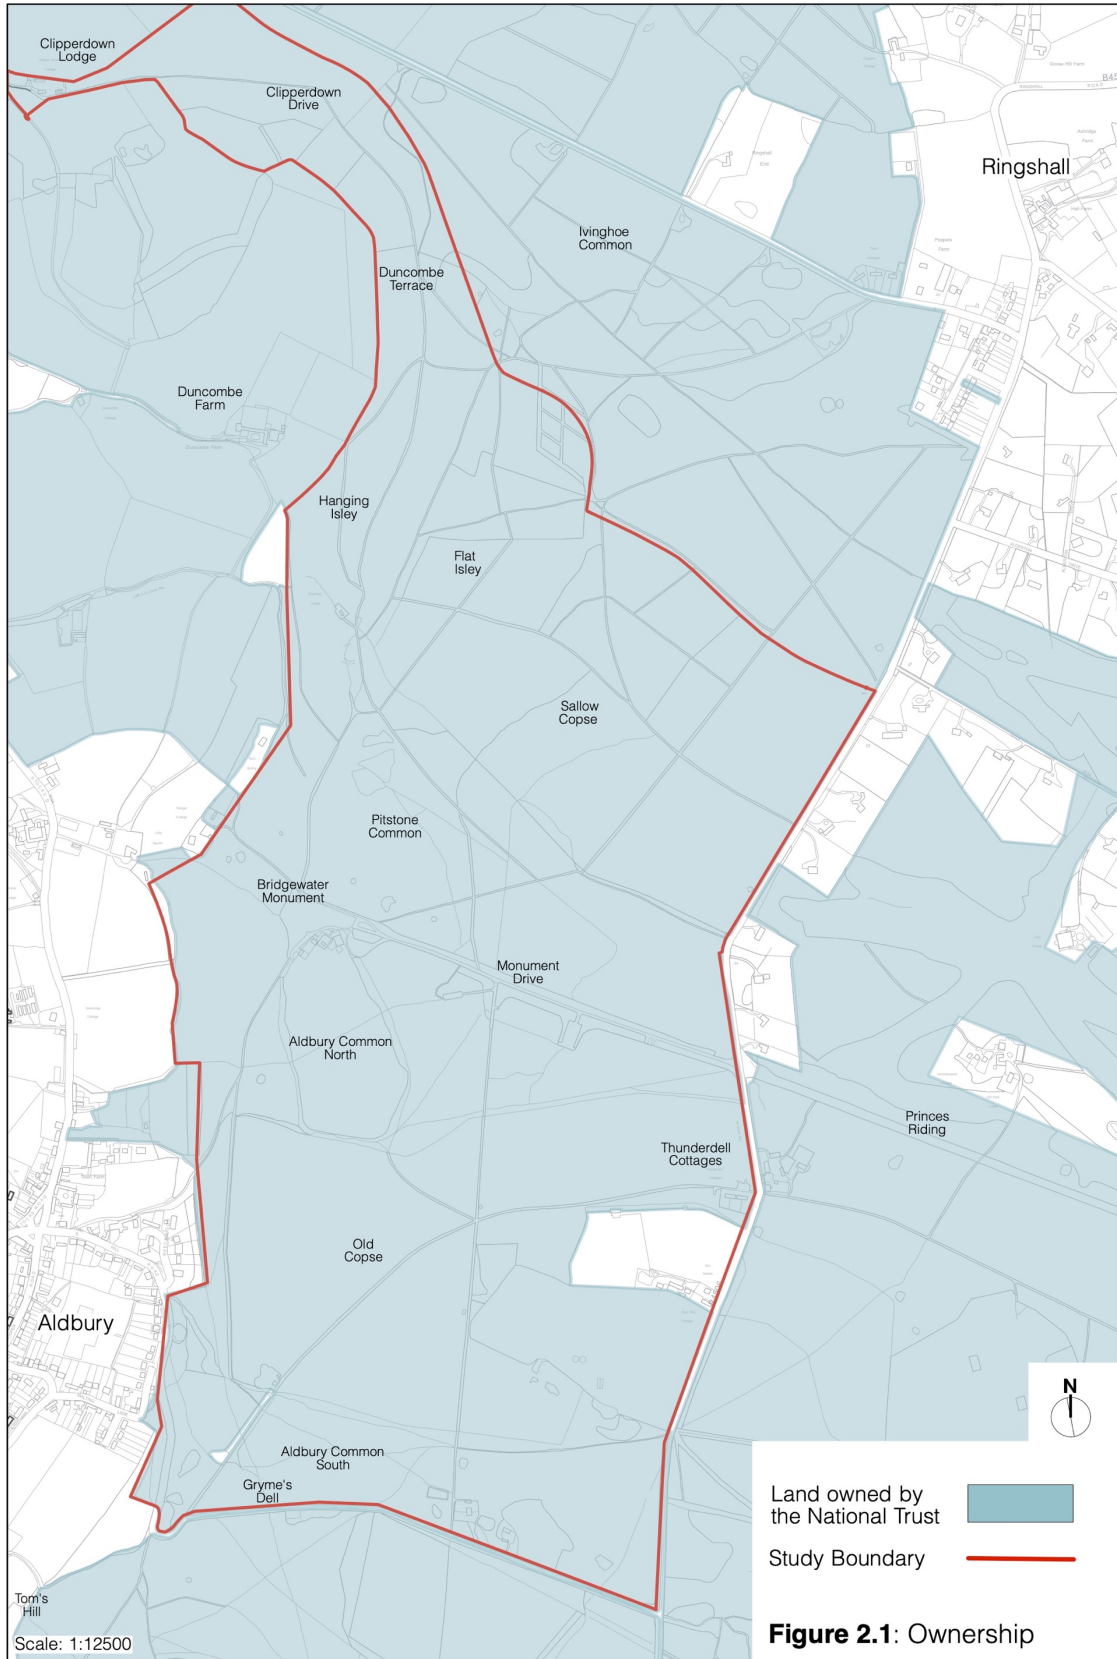 Clipperdown
Lodge
Clipperdown
Drive
B45
Ringshall
Ivinghoe
Common
Duncombe
Terrace
Duncombe
Farm
Hanging
Isley
Flat
Isley
Sallow
Copse
Pitstone
Common
Bridgewater
Monument
Monument
Drive
Aldbury Common
North
Princes
Riding
Thunderdell
Cottages
Old
Copse
Aldbury
N
Aldbury Common
South
Gryme's
Dell
Land owned by
the National Trust
Study Boundary
Tom's
Hill
Scale: 1:12500
Figure 2.1: Ownership